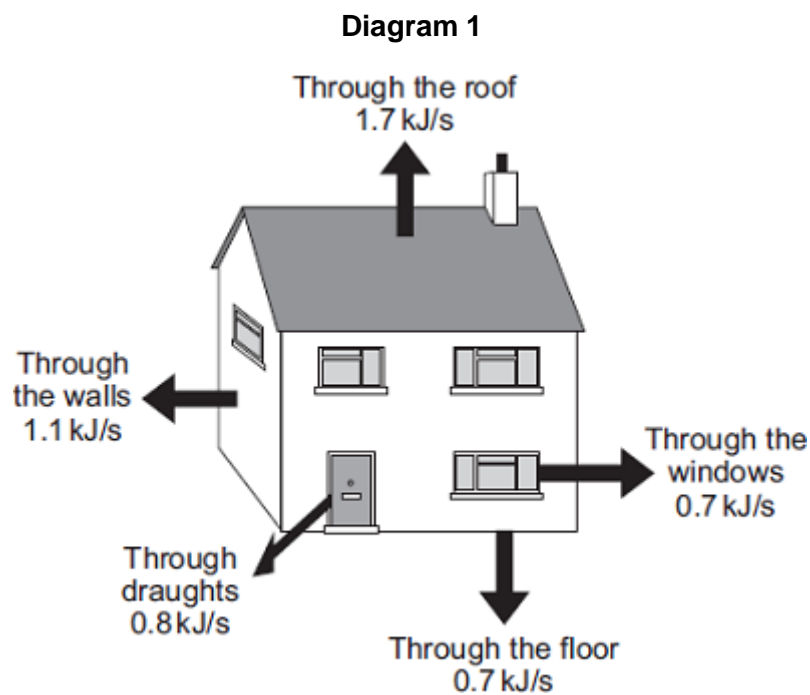 Diagram 1
Through the roof
1.7 kJ/s
Through
the walls
1.1 kJ/s
Through the
windows
0.7 kJ/s
Through
draughts
0.8 kJ/s
Through the floor
0.7 kJ/s